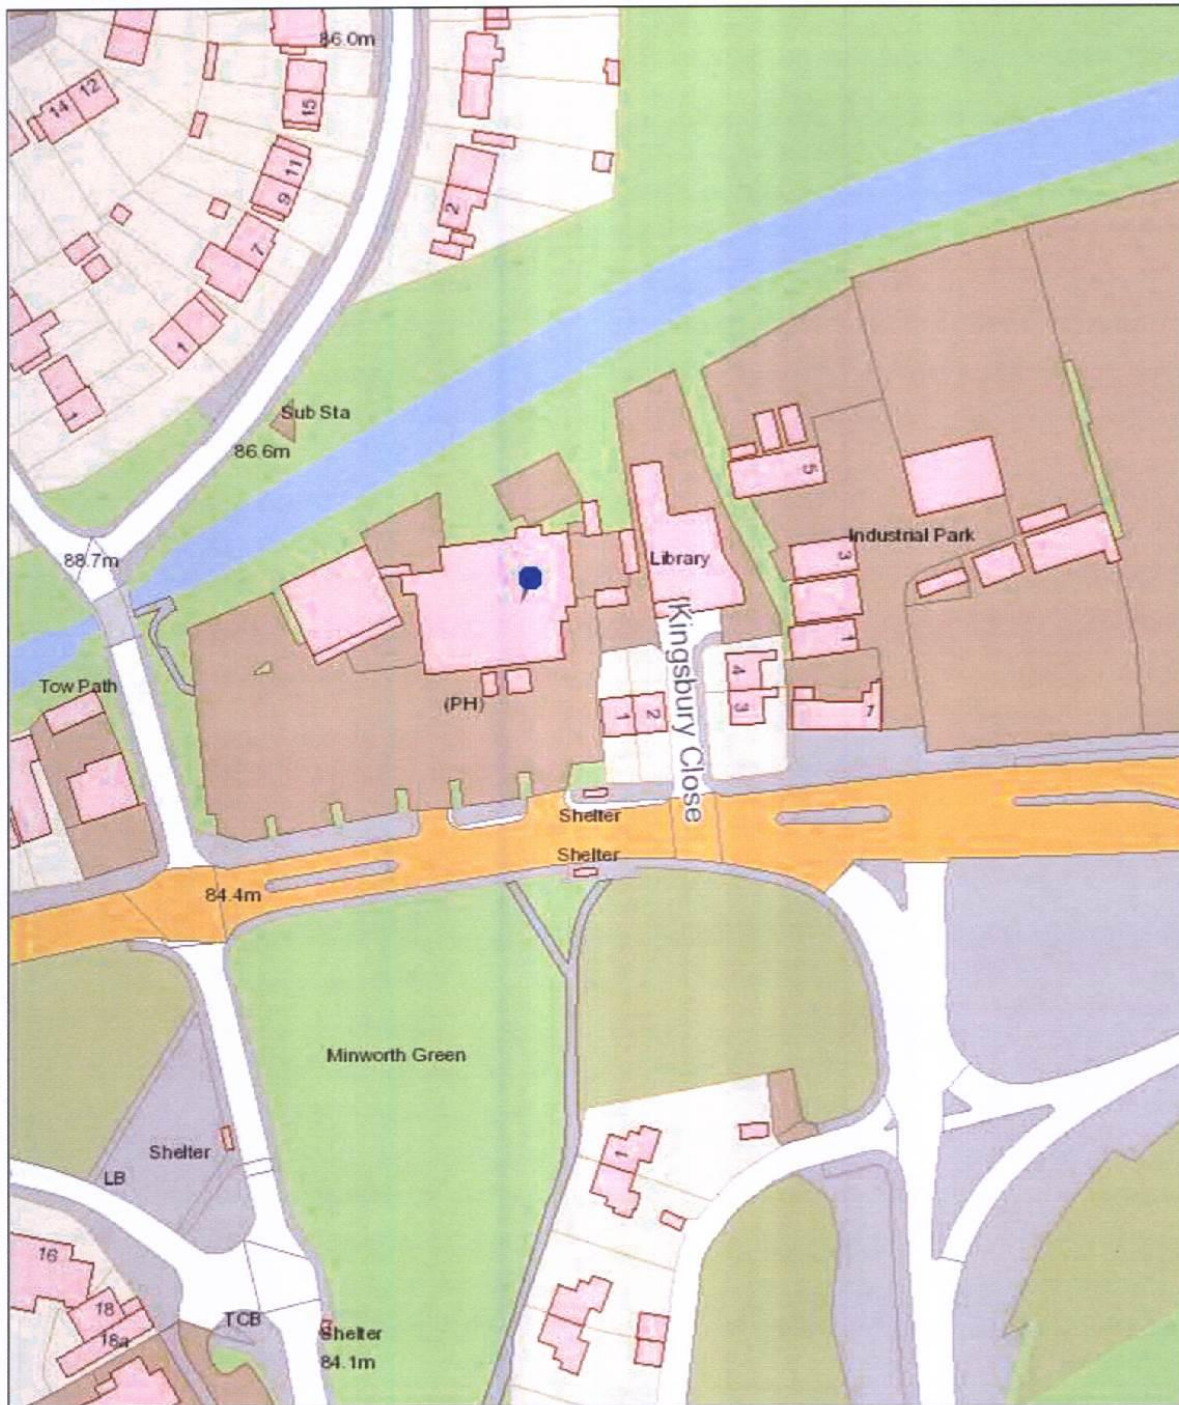 86.0m
14
12
15
11
9
2
7
1
1
Sub Sta
86.6m
5
88.7m
Industrial Park
3
Library
Kingsbury Close
1
Tow Path
4
(PH)
1
2
3
7
Shelter
Shelter
84.4m
Minworth Green
Shelter
1
LB
16
18
TCB
18a
Shelter
84.1m